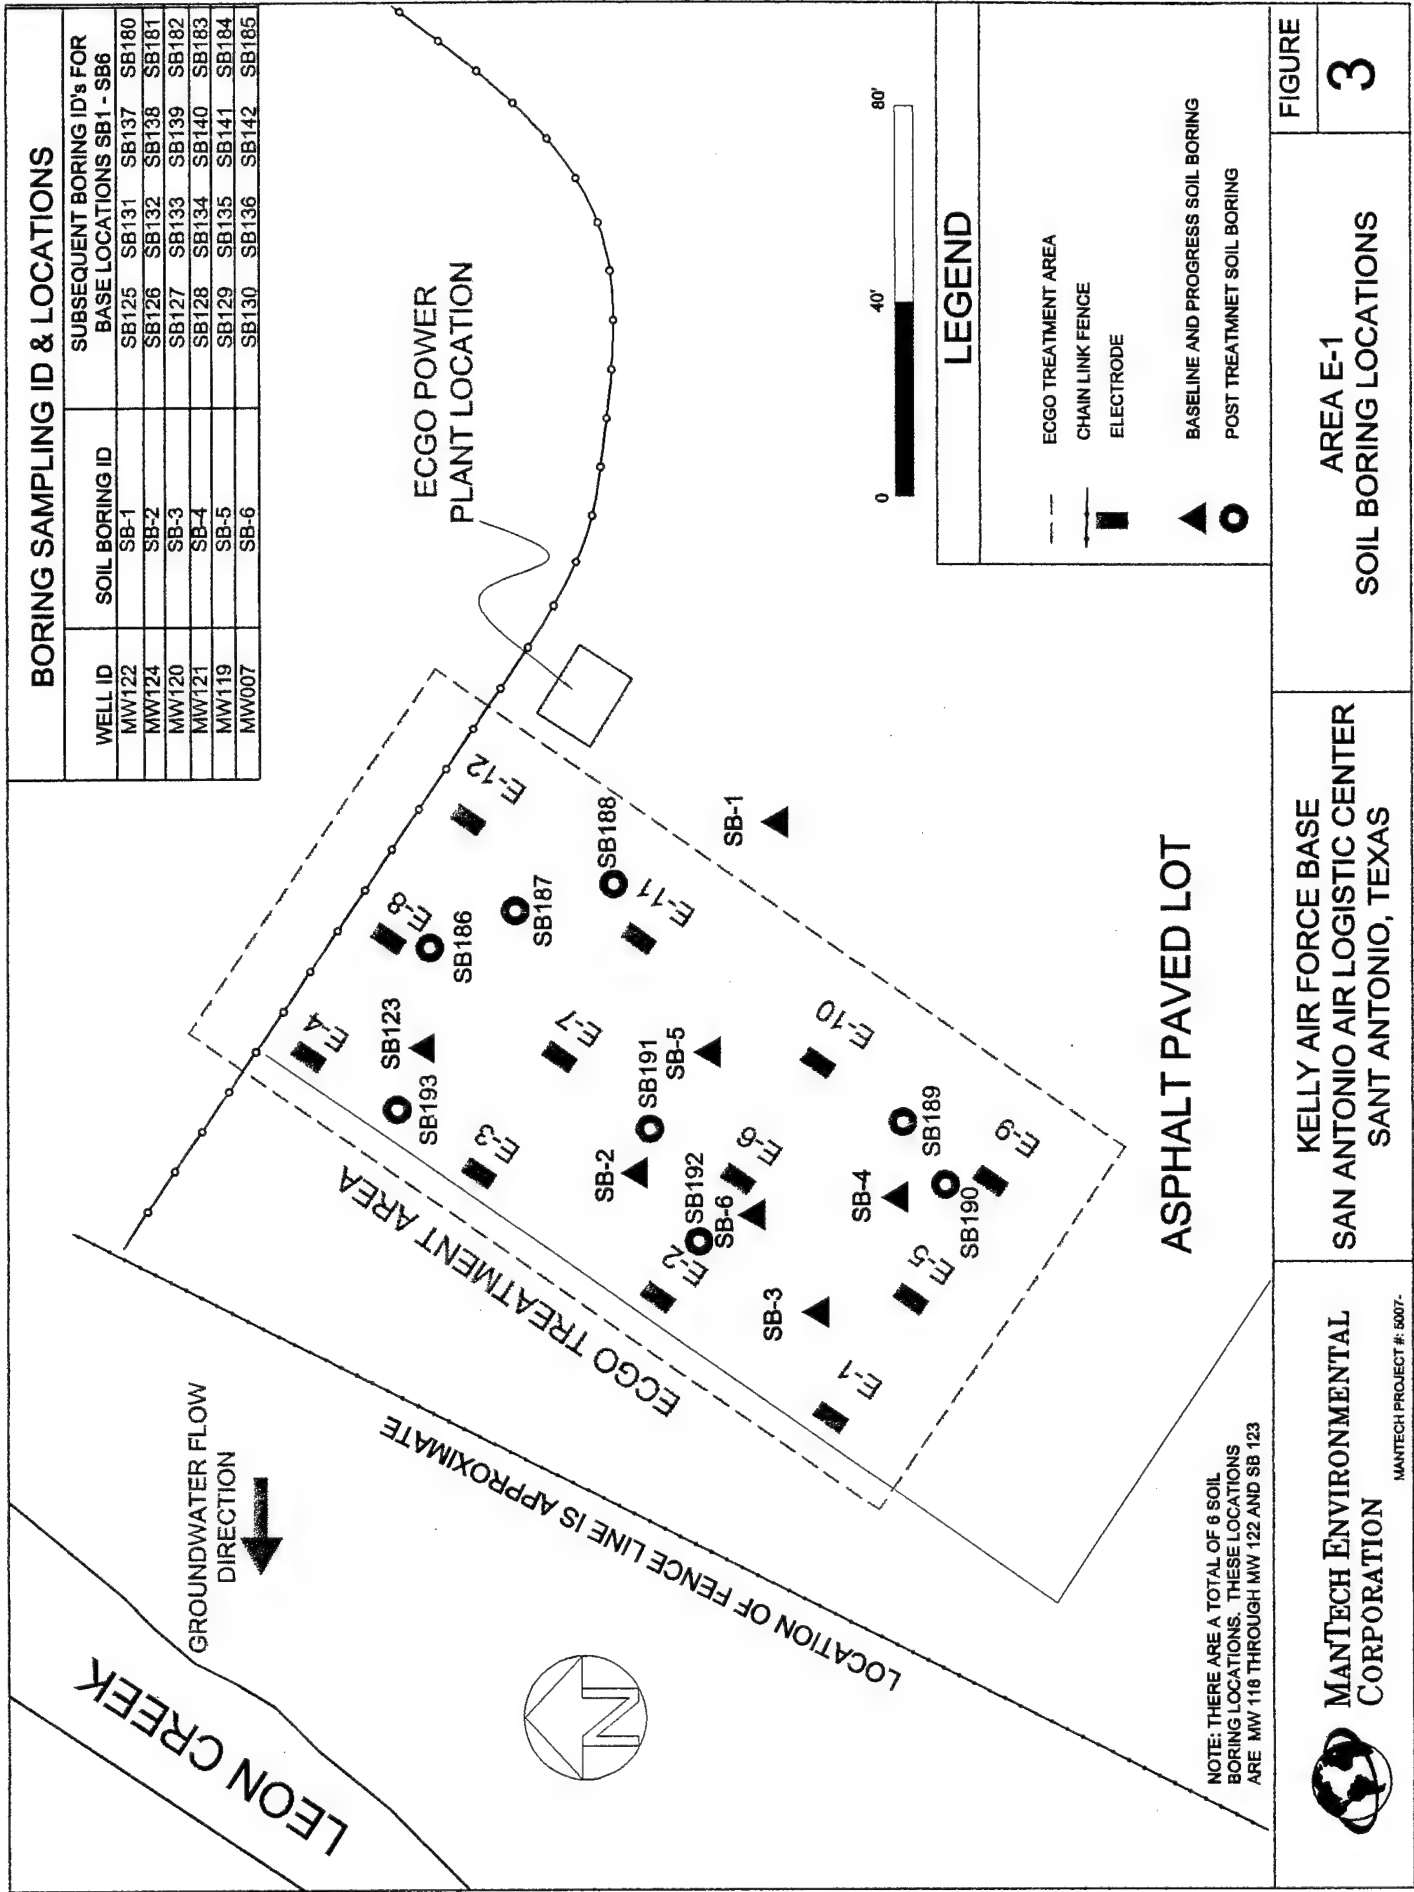 BORING SAMPLING ID & LOCATIONS
WELL ID SOIL BORING ID SUBSEQUENT BORING ID's FOR
BASE LOCATIONS SB1 - SB6
MW122 SB-1 SB125 SB131 SB137 SB180
MW124 SB-2 SB126 SB132 SB138 SB181
MW120 SB-3 SB127 SB133 SB139 SB182
MW121 SB-4 SB128 SB134 SB140 SB183
MW119 SB-5 SB129 SB135 SB141 SB184
MW007 SB-6 SB130 SB136 SB142 SB185
LEON CREEK
GROUNDWATER FLOW
DIRECTION
N
LOCATION OF FENCE LINE IS APPROXIMATE
ECGO TREATMENT AREA
ECGO POWER
PLANT LOCATION
E-4
E-8
E-12
SB123
SB193
SB186
SB187
SB188
E-3
E-7
E-11
SB-1
SB-2
SB191
SB-5
SB192
E-6
E-2
SB-6
E-10
SB-3
SB-4
SB189
SB190
E-9
E-5
E-1
ASPHALT PAVED LOT
0 40' 80'
LEGEND
ECGO TREATMENT AREA
CHAIN LINK FENCE
ELECTRODE
BASELINE AND PROGRESS SOIL BORING
POST TREATMNET SOIL BORING
NOTE: THERE ARE A TOTAL OF 6 SOIL
BORING LOCATIONS. THESE LOCATIONS
ARE MW 118 THROUGH MW 122 AND SB 123
MANTECH ENVIRONMENTAL
CORPORATION
MANTECH PROJECT #: 5007-
KELLY AIR FORCE BASE
SAN ANTONIO AIR LOGISTIC CENTER
SANT ANTONIO, TEXAS
AREA E-1
SOIL BORING LOCATIONS
FIGURE
3